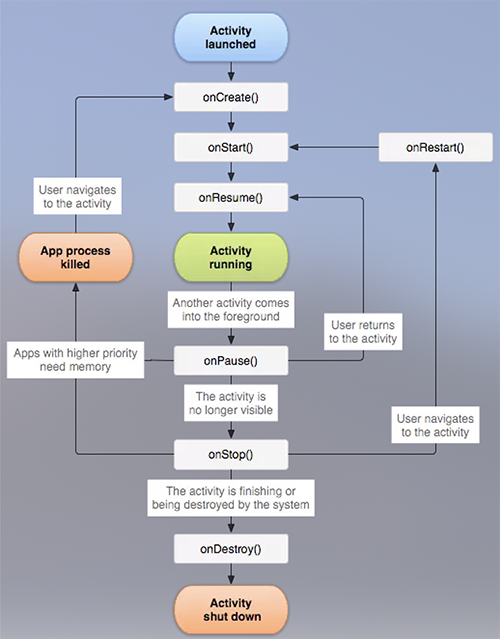 Activity
launched
onCreate()
onStart()
onRestart()
User navigates
to the activity
onResume()
App process
killed
Activity
running
Another activity comes
into the foreground
User returns
to the activity
Apps with higher priority
need memory
onPause()
The activity is
no longer visible
User navigates
to the activity
onStop()
The activity is finishing or
being destroyed by the system
onDestroy()
Activity
shut down